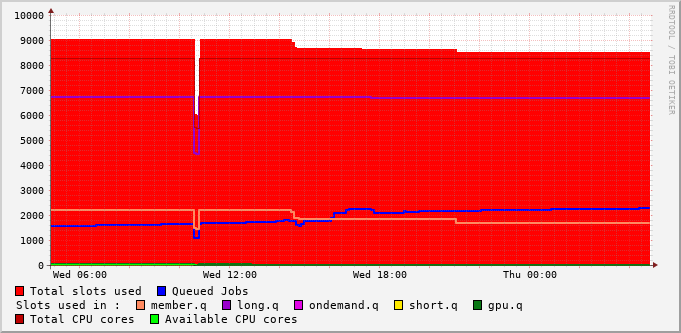 10000
9000
8000
7000
6000
5000
4000
3000
2000
1000
0
Wed 06:00 Wed 12:00 Wed 18:00 Thu 00:00
Total slots used Queued Jobs
Slots used in : member.q long.q ondemand.q short.q gpu.q
Total CPU cores Available CPU cores
RRDTOOL / TOBI OETIKER